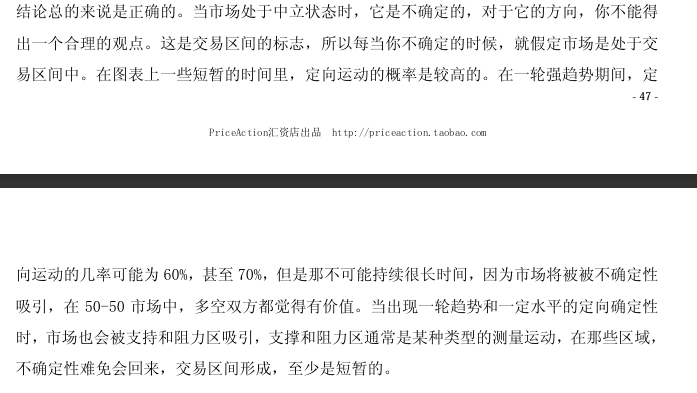 结论总的来说是正确的。当市场处于中立状态时，它是不确定的，对于它的方向，你不能得
出一个合理的观点。这是交易区间的标志，所以每当你不确定的时候，就假定市场是处于交
易区间中。在图表上一些短暂的时间里，定向运动的概率是较高的。在一轮强趋势期间，定
- 47 -
PriceAction汇资店出品 http://priceaction.taobao.com
向运动的几率可能为 60%，甚至 70%，但是那不可能持续很长时间，因为市场将被被不确定性
吸引，在 50-50 市场中，多空双方都觉得有价值。当出现一轮趋势和一定水平的定向确定性
时，市场也会被支持和阻力区吸引，支撑和阻力区通常是某种类型的测量运动，在那些区域，
不确定性难免会回来，交易区间形成，至少是短暂的。